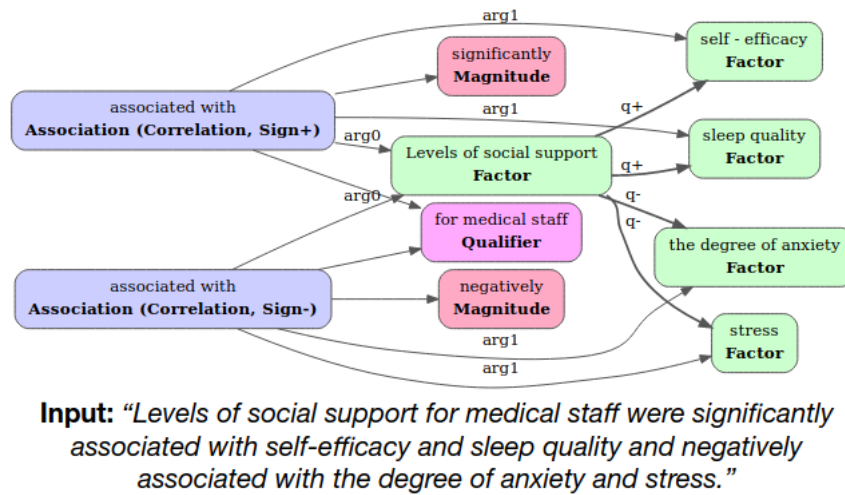 arg1
self - efficacy
Factor
significantly
Magnitude
q+
associated with
Association (Correlation, Sign+)
arg1
arg0
sleep quality
Factor
Levels of social support
Factor
q+
q-
arg0
q-
for medical staff
Qualifier
the degree of anxiety
Factor
associated with
Association (Correlation, Sign-)
negatively
Magnitude
stress
Factor
arg1
arg1
Input: “Levels of social support for medical staff were significantly
associated with self-efficacy and sleep quality and negatively
associated with the degree of anxiety and stress.”